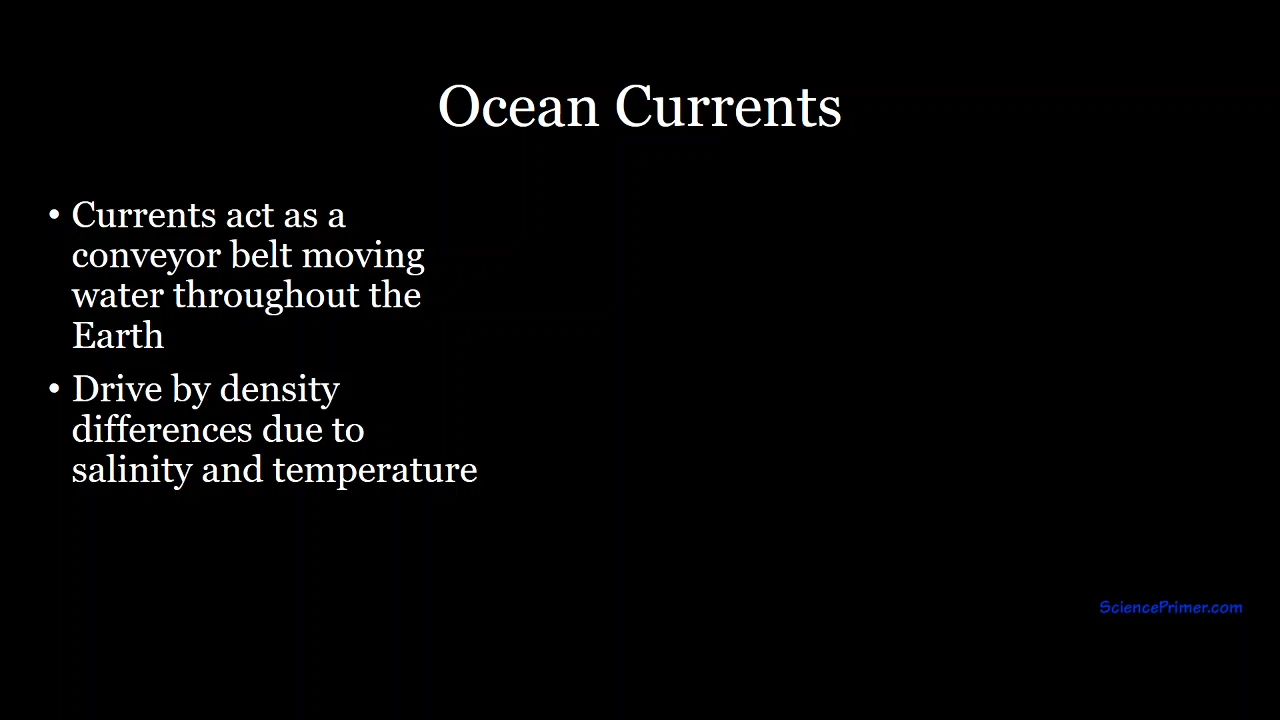 Ocean Currents
• Currents act as a
conveyor belt moving
water throughout the
Earth
• Drive by density
differences due to
salinity and temperature
SciencePrimer.com